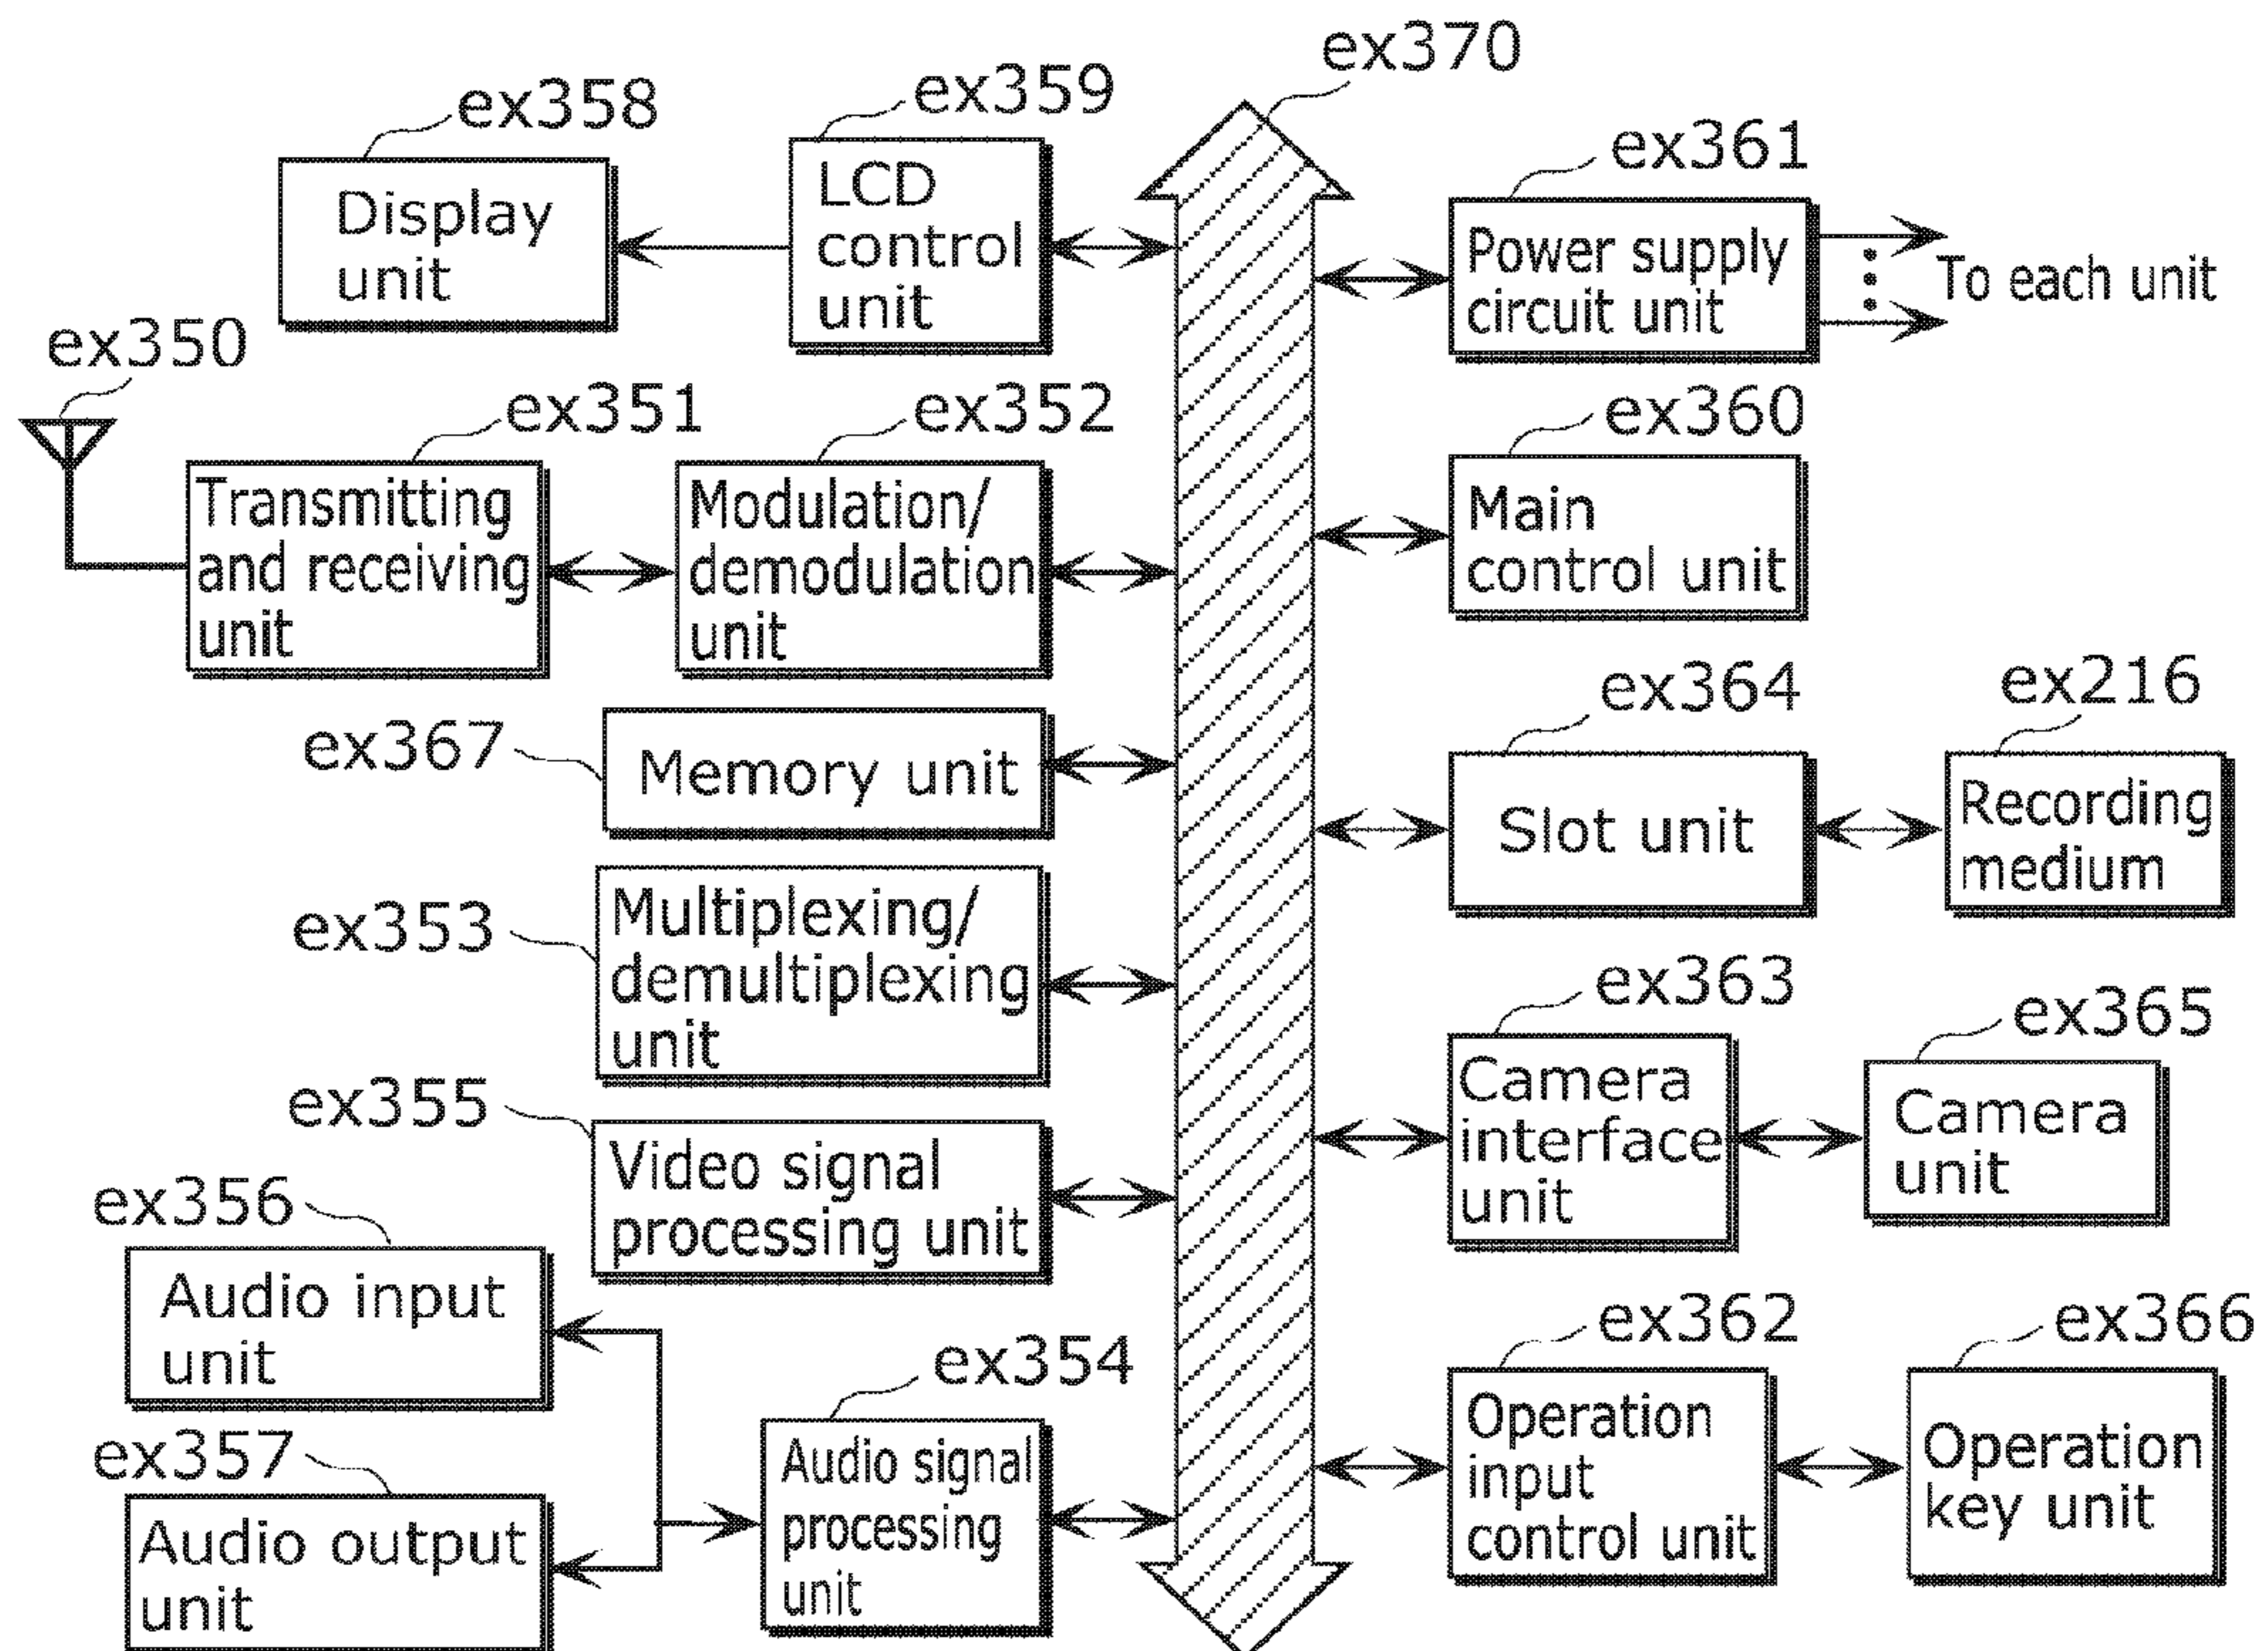 ex370
ex358
ex359
ex361
Display
unit
LCD
control
unit
Power supply
circuit unit
To each unit
ex350
ex351
ex352
ex360
Transmitting
and receiving
unit
Modulation/
demodulation
unit
Main
control unit
ex367
Memory unit
ex364
ex216
Slot unit
Recording
medium
ex353
Multiplexing/
demultiplexing
unit
ex363
ex365
Camera
interface
unit
Camera
unit
ex355
Video signal
processing unit
ex356
Audio input
unit
ex354
ex362
ex366
ex357
Audio output
unit
Audio signal
processing
unit
Operation
input
control unit
Operation
key unit